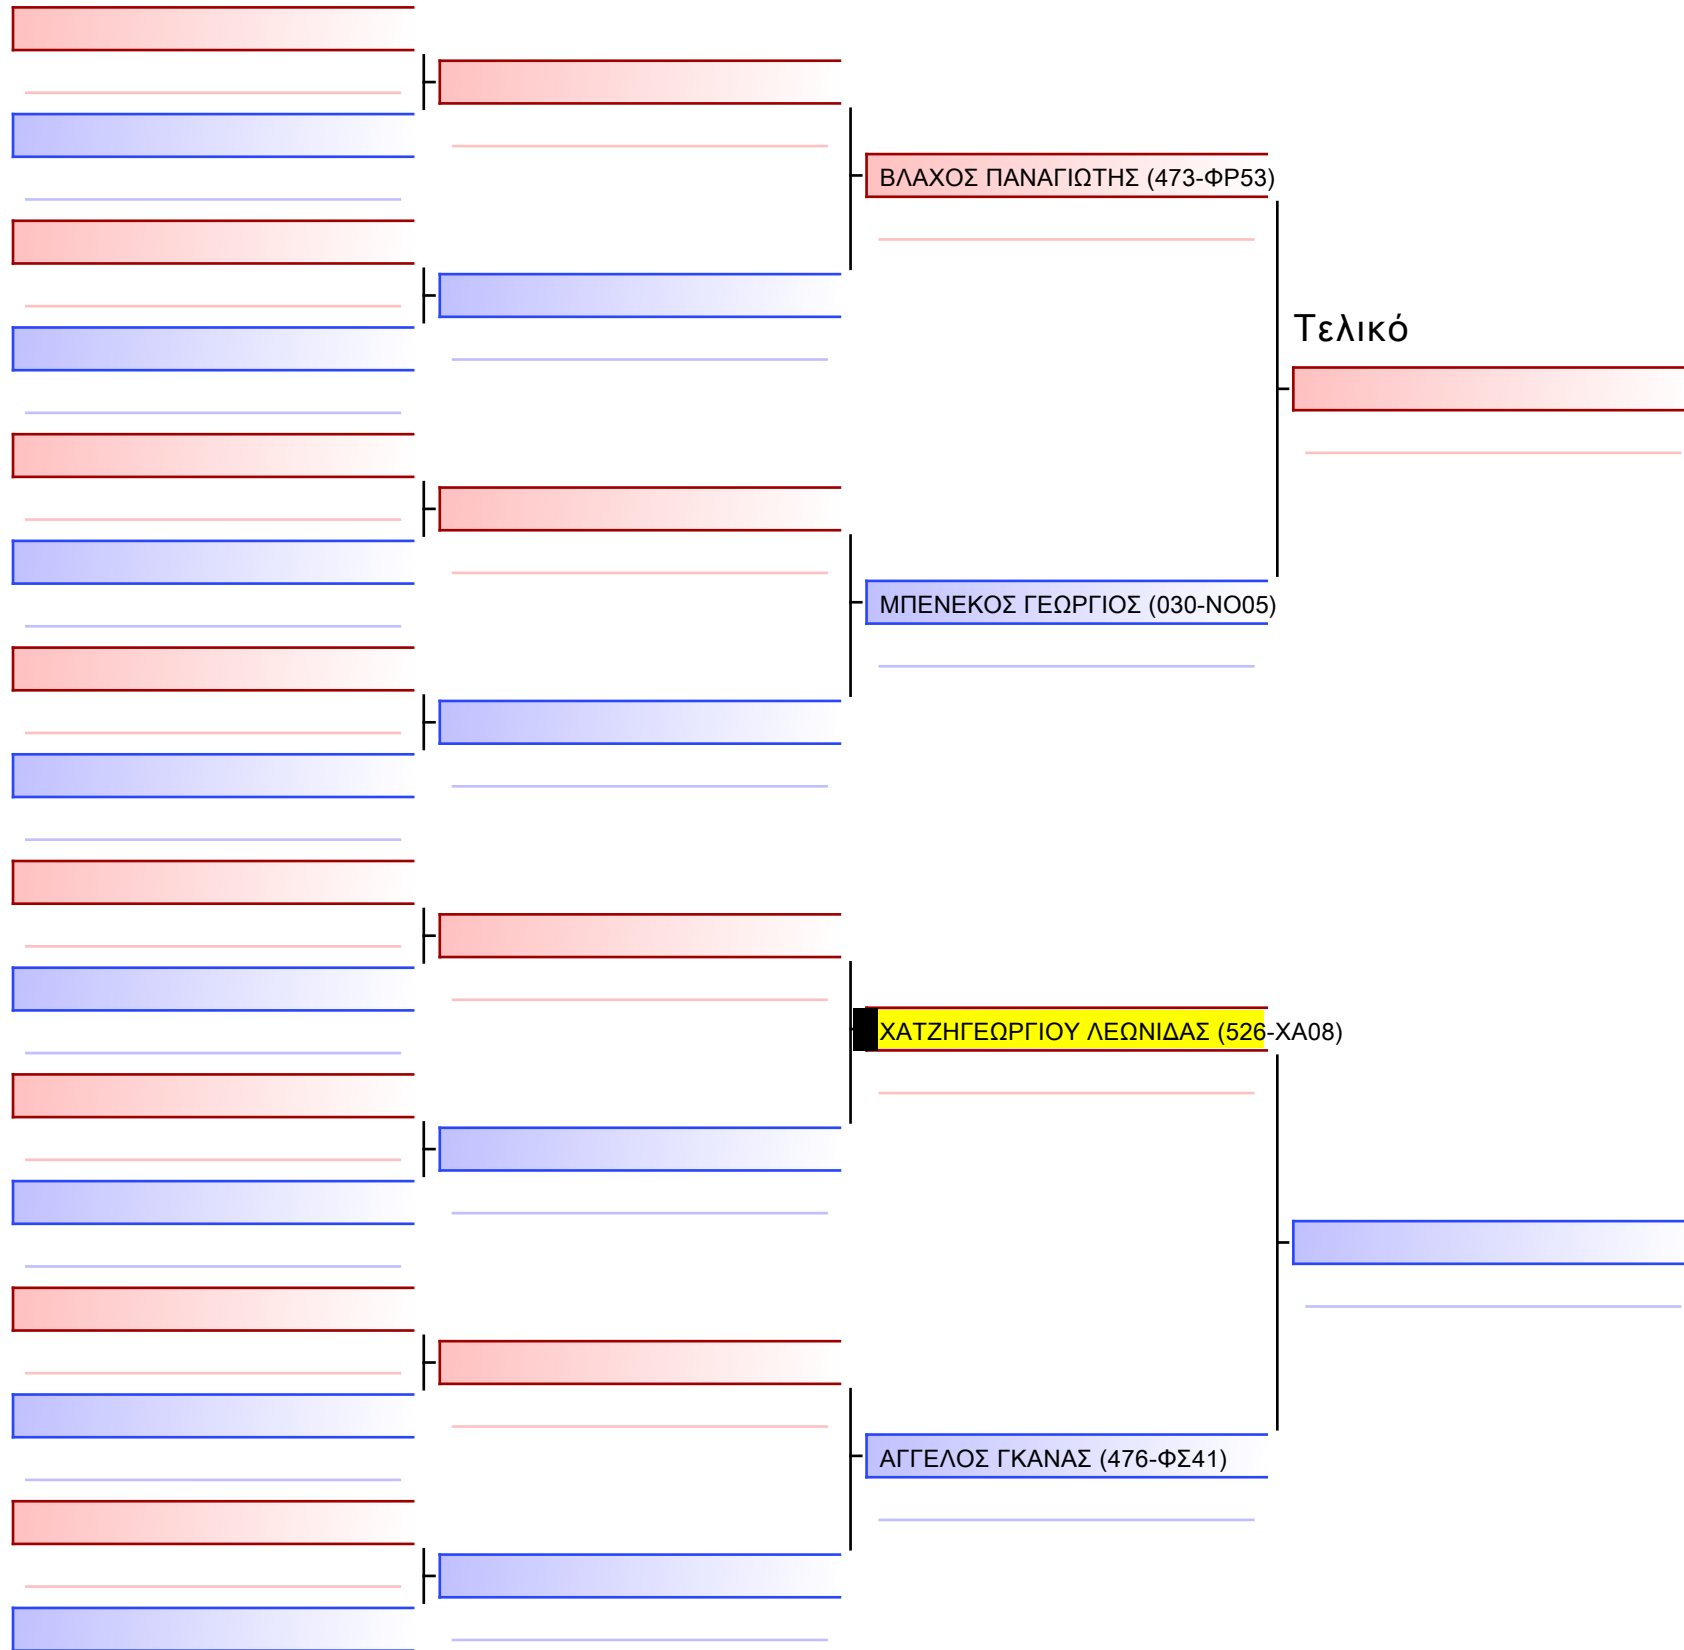 ΒΛΑΧΟΣ ΠΑΝΑΓΙΩΤΗΣ (473-ΦΡ53)
Τελικό
ΜΠΕΝΕΚΟΣ ΓΕΩΡΓΙΟΣ (030-ΝΟ05)
ΧΑΤΖΗΓΕΩΡΓΙΟΥ ΛΕΩΝΙΔΑΣ (526-ΧΑ08)
ΑΓΓΕΛΟΣ ΓΚΑΝΑΣ (476-ΦΣ41)